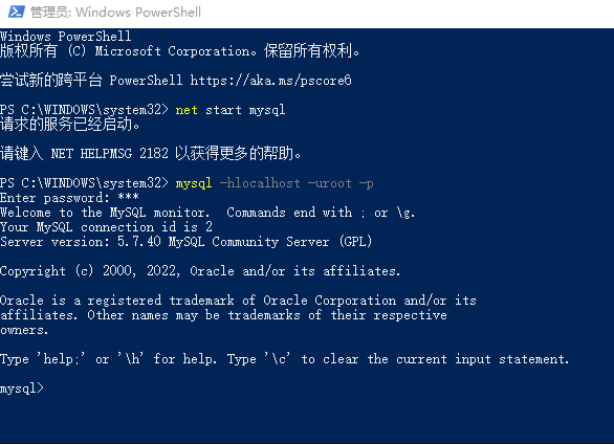 管理员: Windows PowerShell
Windows PowerShell
版权所有 (C) Microsoft Corporation。保留所有权利。
尝试新的跨平台 PowerShell https://aka.ms/pscore6
PS C:\WINDOWS\system32> net start mysql
请求的服务已经启动。
请键入 NET HELPMSG 2182 以获得更多的帮助。
PS C:\WINDOWS\system32> mysql -hlocalhost -uroot -p
Enter password: ***
Welcome to the MySQL monitor.  Commands end with ; or \g.
Your MySQL connection id is 2
Server version: 5.7.40 MySQL Community Server (GPL)
Copyright (c) 2000, 2022, Oracle and/or its affiliates.
Oracle is a registered trademark of Oracle Corporation and/or its
affiliates. Other names may be trademarks of their respective
owners.
Type 'help;' or '\h' for help. Type '\c' to clear the current input statement.
mysql>